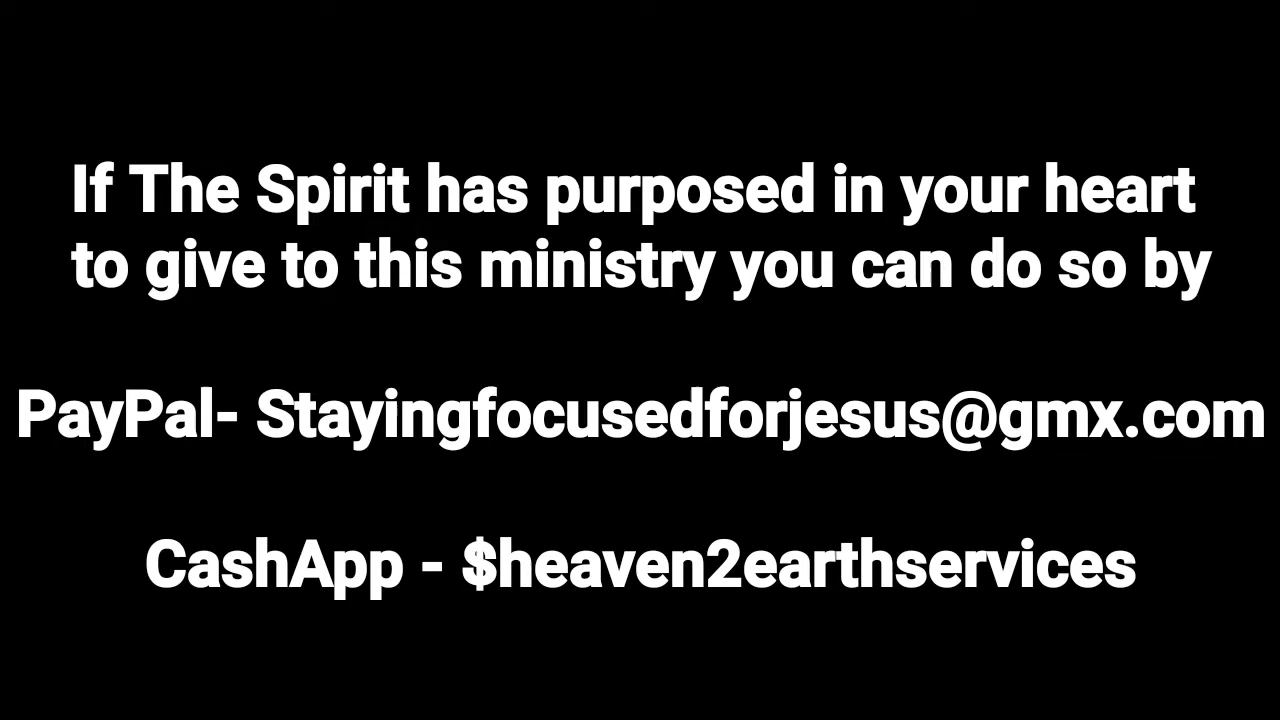 If The Spirit has purposed in your heart
to give to this ministry you can do so by
PayPal- Stayingfocusedforjesus@gmx.com
CashApp - $heaven2earthservices